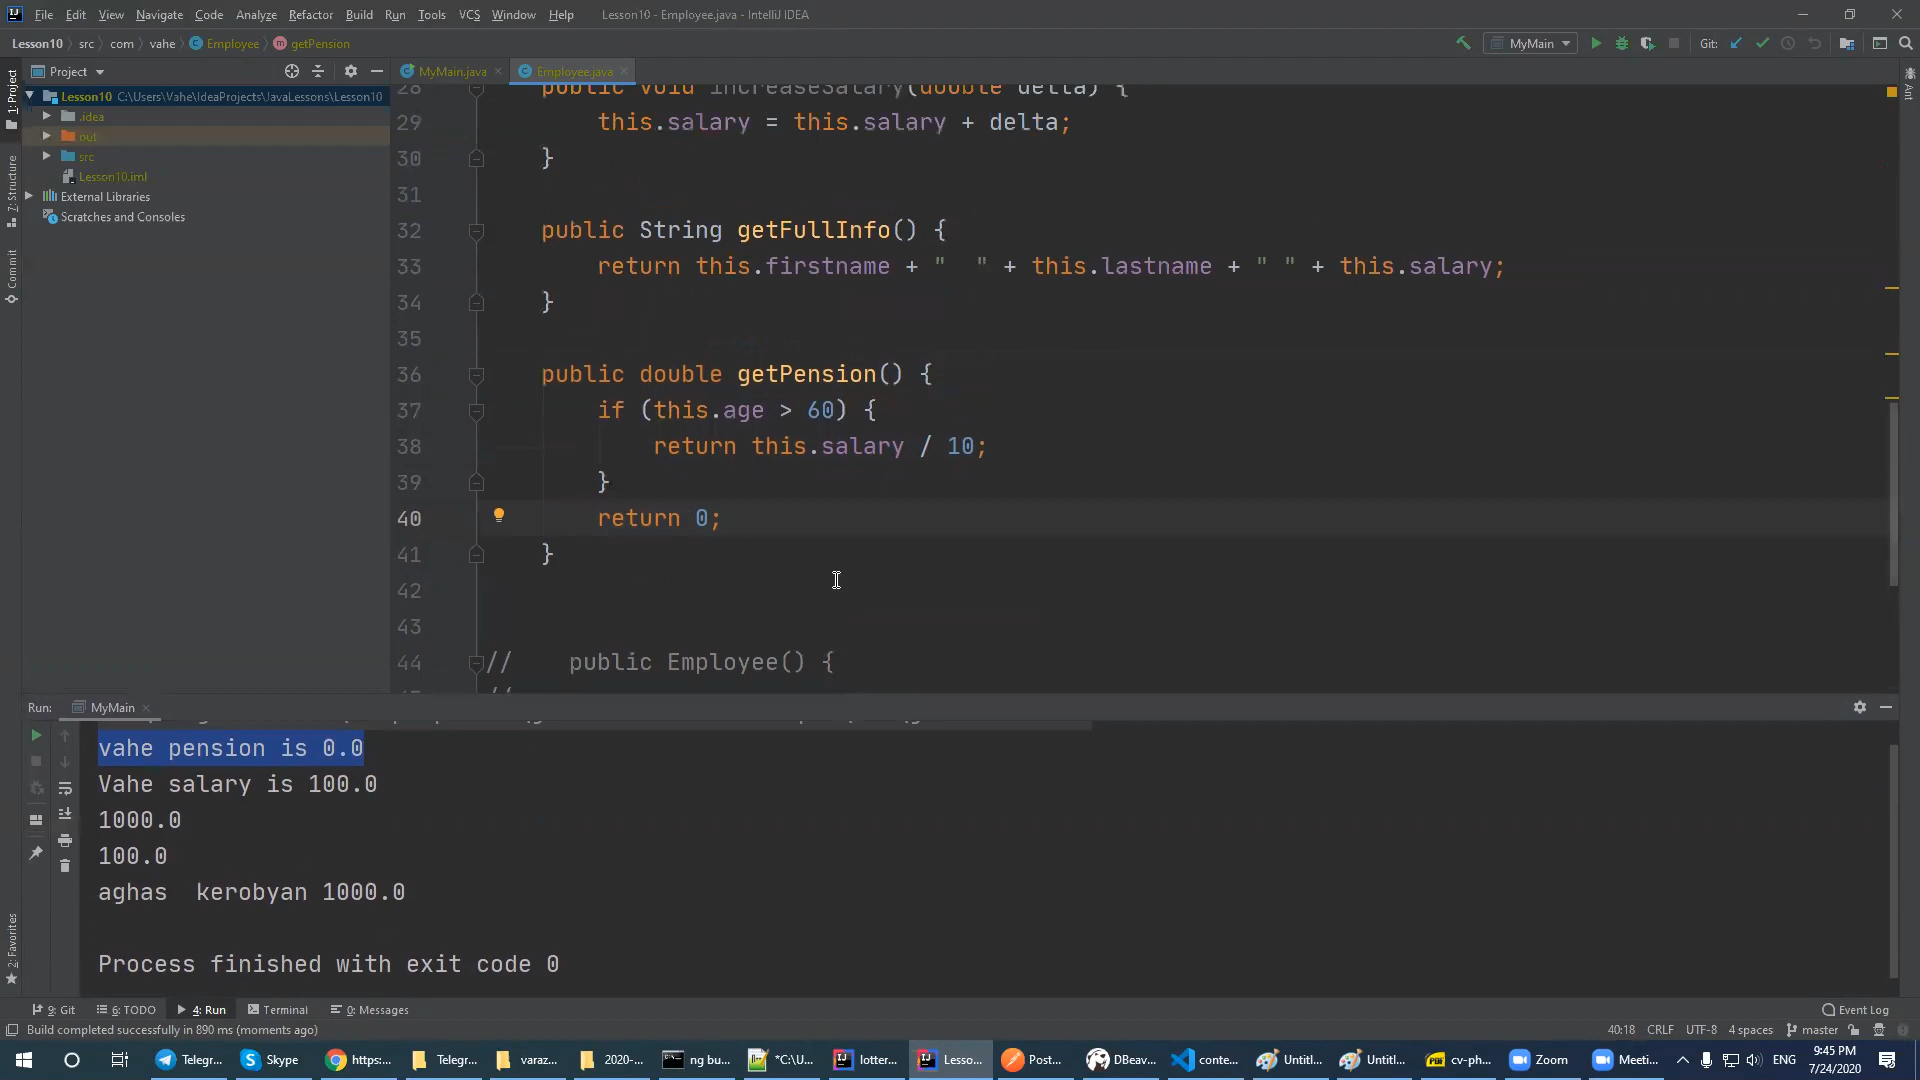 File Edit View Navigate Code Analyze Refactor Build Run Tools VCS Window Help Lesson10 - Employee.java - IntelliJ IDEA
Lesson10 src com vahe Employee getPension MyMain Git:
Project MyMain.java Employee.java
1: Project
7: Structure
Commit
2: Favorites
Ant
Lesson10 C:\Users\Vahe\IdeaProjects\JavaLessons\Lesson10
.idea
out
src
Lesson10.iml
External Libraries
Scratches and Consoles
28 public void increaseSalary(double delta) {
29 this.salary = this.salary + delta;
30 }
31
32 public String getFullInfo() {
33 return this.firstname + "  " + this.lastname + " " + this.salary;
34 }
35
36 public double getPension() {
37 if (this.age > 60) {
38 return this.salary / 10;
39 }
40 return 0;
41 }
42
43
44 // public Employee() {
//
Run: MyMain
vahe pension is 0.0
Vahe salary is 100.0
1000.0
100.0
aghas  kerobyan 1000.0
Process finished with exit code 0
9: Git 6: TODO 4: Run Terminal 0: Messages Event Log
Build completed successfully in 890 ms (moments ago) 40:18 CRLF UTF-8 4 spaces master
Telegr... Skype https:... Telegr... varaz... 2020-... ng bu... *C:\U... lotter... Lesso... Post... DBeav... conte... Untitl... Untitl... cv-ph... Zoom Meeti... ENG 9:45 PM
7/24/2020